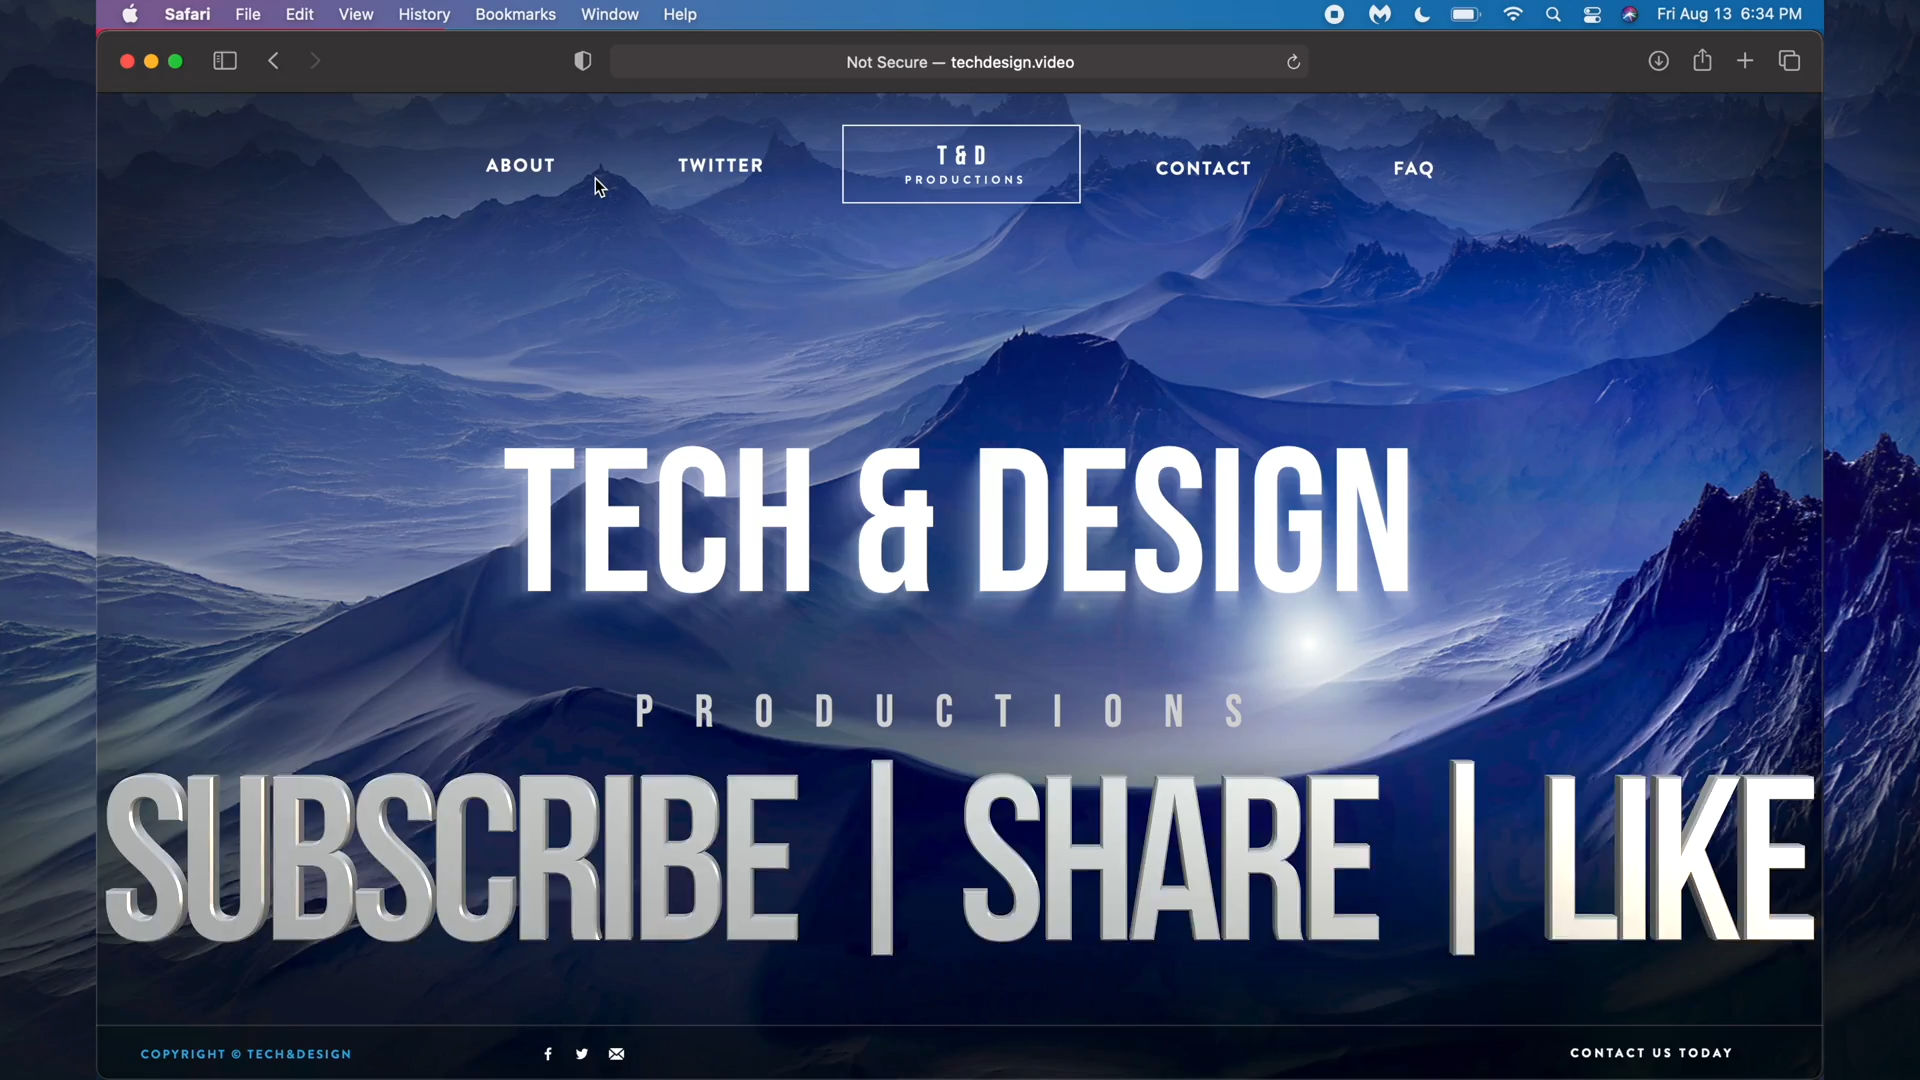 Safari File Edit View History Bookmarks Window Help Fri Aug 13 6:34 PM
Not Secure — techdesign.video
ABOUT TWITTER T & D CONTACT FAQ
PRODUCTIONS
TECH & DESIGN
PRODUCTIONS
SUBSCRIBE | SHARE | LIKE
COPYRIGHT © TECH&DESIGN CONTACT US TODAY